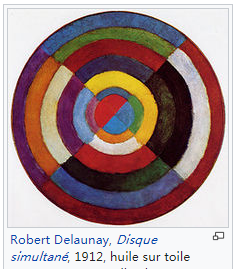 Robert Delaunay, Disque
simultané, 1912, huile sur toile